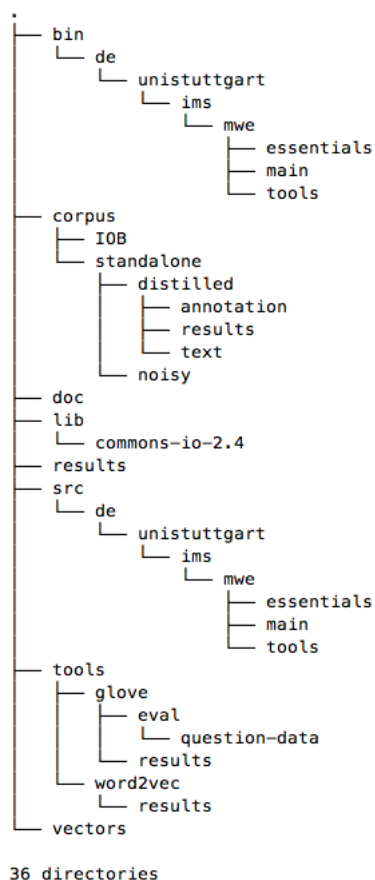 .
├── bin
│   └── de
│       └── unistuttgart
│           └── ims
│               └── mwe
│                   ├── essentials
│                   ├── main
│                   └── tools
├── corpus
│   ├── IOB
│   └── standalone
│       ├── distilled
│       │   ├── annotation
│       │   ├── results
│       │   └── text
│       └── noisy
├── doc
├── lib
│   └── commons-io-2.4
├── results
├── src
│   └── de
│       └── unistuttgart
│           └── ims
│               └── mwe
│                   ├── essentials
│                   ├── main
│                   └── tools
├── tools
│   ├── glove
│   │   ├── eval
│   │   │   └── question-data
│   │   └── results
│   └── word2vec
│       └── results
└── vectors

36 directories